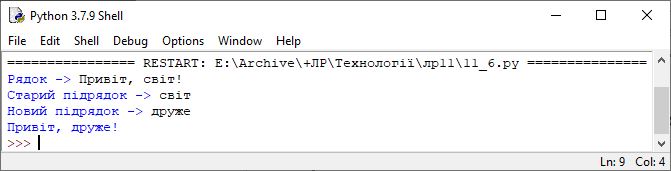 Python 3.7.9 Shell
File Edit Shell Debug Options Window Help
================ RESTART: E:\Archive\+ЛР\Технології\лр11\11_6.py ===============
Рядок -> Привіт, світ!
Старий підрядок -> світ
Новий підрядок -> друже
Привіт, друже!
>>>
Ln: 9 Col: 4